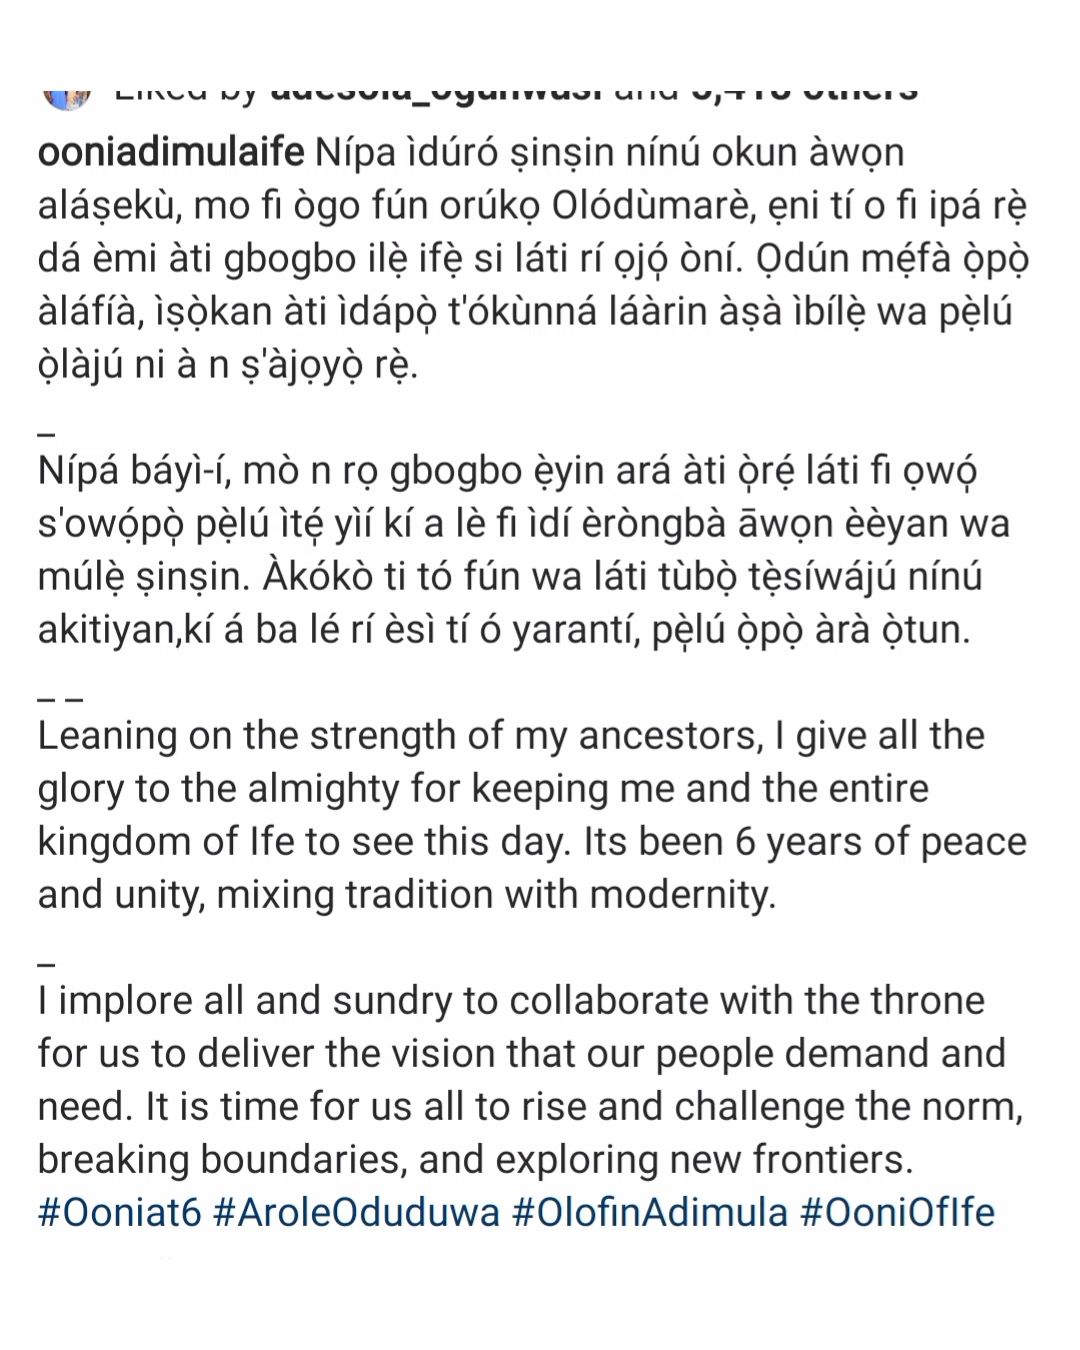 Liked by adesola_ogunwusi and others
ooniadimulaife Nípa ìdúró ṣinṣin nínú okun àwọn
aláṣekù, mo fi ògo fún orúkọ Olódùmarè, ẹni tí o fi ipá rẹ̀
dá èmi àti gbogbo ilẹ̀ ifẹ̀ si láti rí ọjọ́ òní. Ọdún mẹ́fà ọ̀pọ̀
àláfíà, ìṣọ̀kan àti ìdápọ̀ t'ókùnná láàrin àṣà ìbílẹ̀ wa pẹ̀lú
ọ̀làjú ni à n ṣ'àjọyọ̀ rẹ̀.
_
Nípá báyì-í, mò n rọ gbogbo ẹ̀yin ará àti ọ̀rẹ́ láti fi ọwọ́
s'owọ́pọ̀ pẹ̀lú ìtẹ́ yìí kí a lè fi ìdí èròngbà āwọn èèyan wa
múlẹ̀ ṣinṣin. Àkókò ti tó fún wa láti tùbọ̀ tẹ̀síwájú nínú
akitiyan,kí á ba lé rí èsì tí ó yarantí, pẹ̀lú ọ̀pọ̀ àrà ọ̀tun.
_ _
Leaning on the strength of my ancestors, I give all the
glory to the almighty for keeping me and the entire
kingdom of Ife to see this day. Its been 6 years of peace
and unity, mixing tradition with modernity.
_
I implore all and sundry to collaborate with the throne
for us to deliver the vision that our people demand and
need. It is time for us all to rise and challenge the norm,
breaking boundaries, and exploring new frontiers.
#Ooniat6 #AroleOduduwa #OlofinAdimula #OoniOfIfe